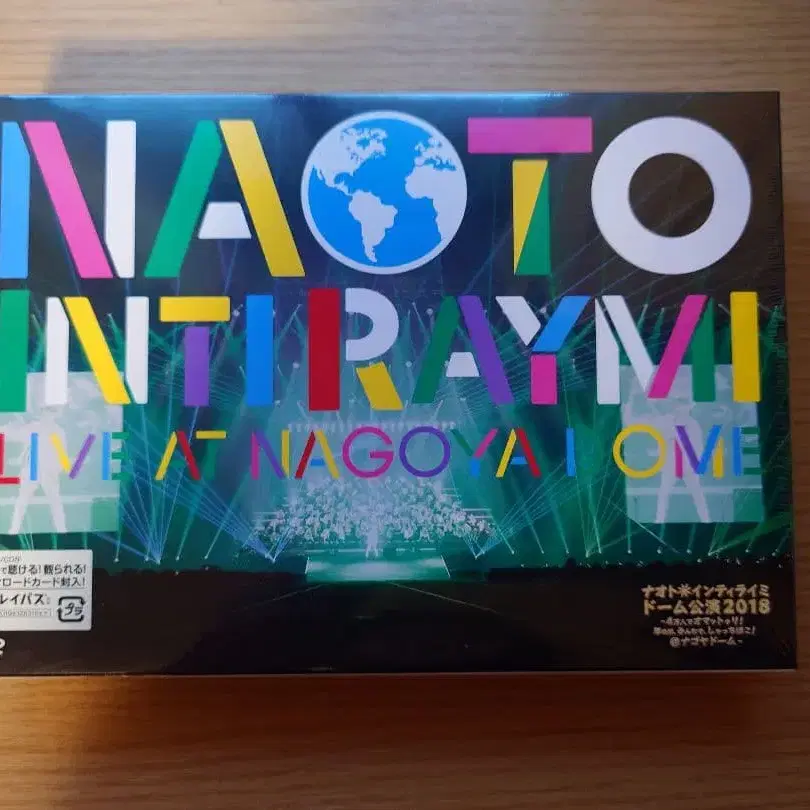 NAOTO
INTIRAYMI
LIVE AT NAGOYA DOME
で聴ける!観られる!
ロードカード封入!
レイパス
プラ
ナオト・インティライミ
ドーム公演2018
@ナゴヤドーム-